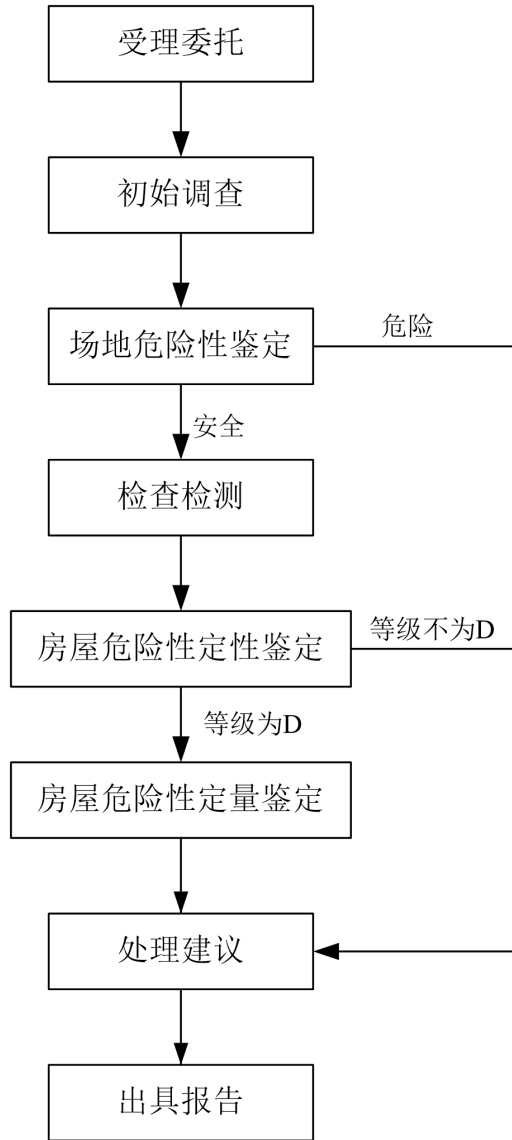 受理委托
初始调查
场地危险性鉴定
危险
安全
检查检测
房屋危险性定性鉴定
等级不为D
等级为D
房屋危险性定量鉴定
处理建议
出具报告